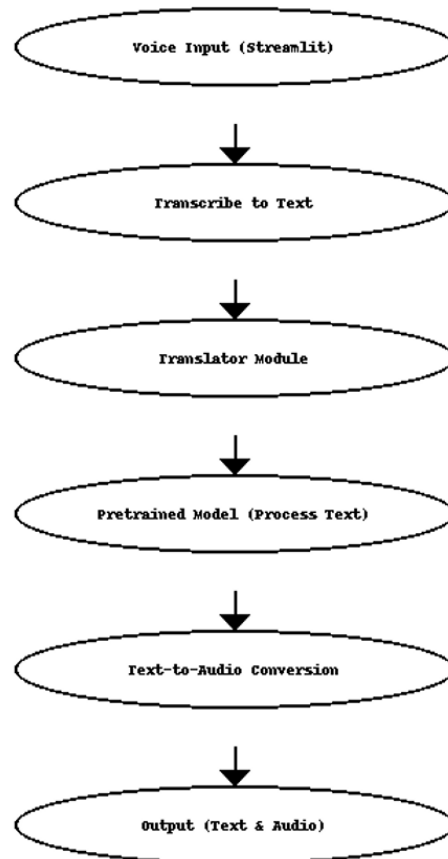 Voice Input (Streamlit)
Transcribe to Text
Translator Module
Pretrained Model (Process Text)
Text-to-Audio Conversion
Output (Text & Audio)